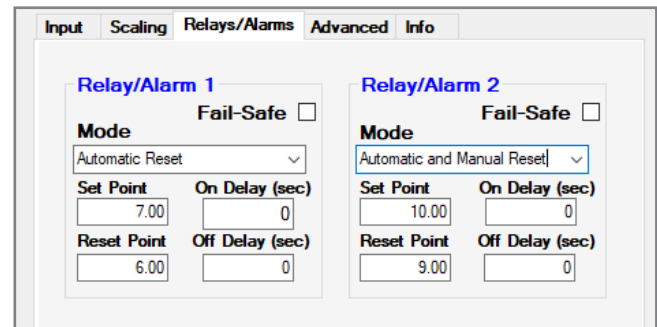 Input Scaling Relays/Alarms Advanced Info
Relay/Alarm 1
Fail-Safe
Mode
Automatic Reset
Set Point On Delay (sec)
7.00 0
Reset Point Off Delay (sec)
6.00 0
Relay/Alarm 2
Fail-Safe
Mode
Automatic and Manual Reset
Set Point On Delay (sec)
10.00 0
Reset Point Off Delay (sec)
9.00 0